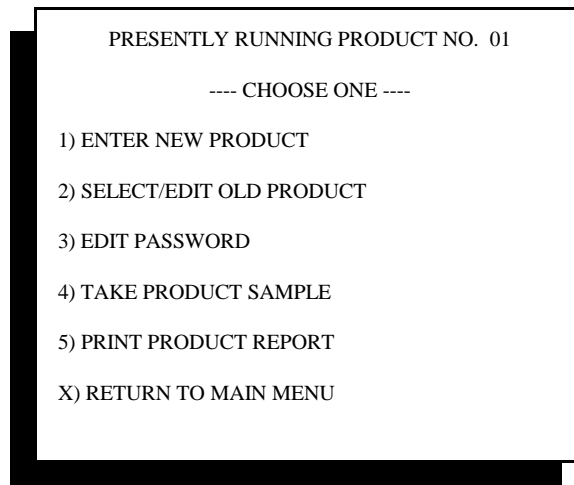 PRESENTLY RUNNING PRODUCT NO. 01
---- CHOOSE ONE ----
1) ENTER NEW PRODUCT
2) SELECT/EDIT OLD PRODUCT
3) EDIT PASSWORD
4) TAKE PRODUCT SAMPLE
5) PRINT PRODUCT REPORT
X) RETURN TO MAIN MENU